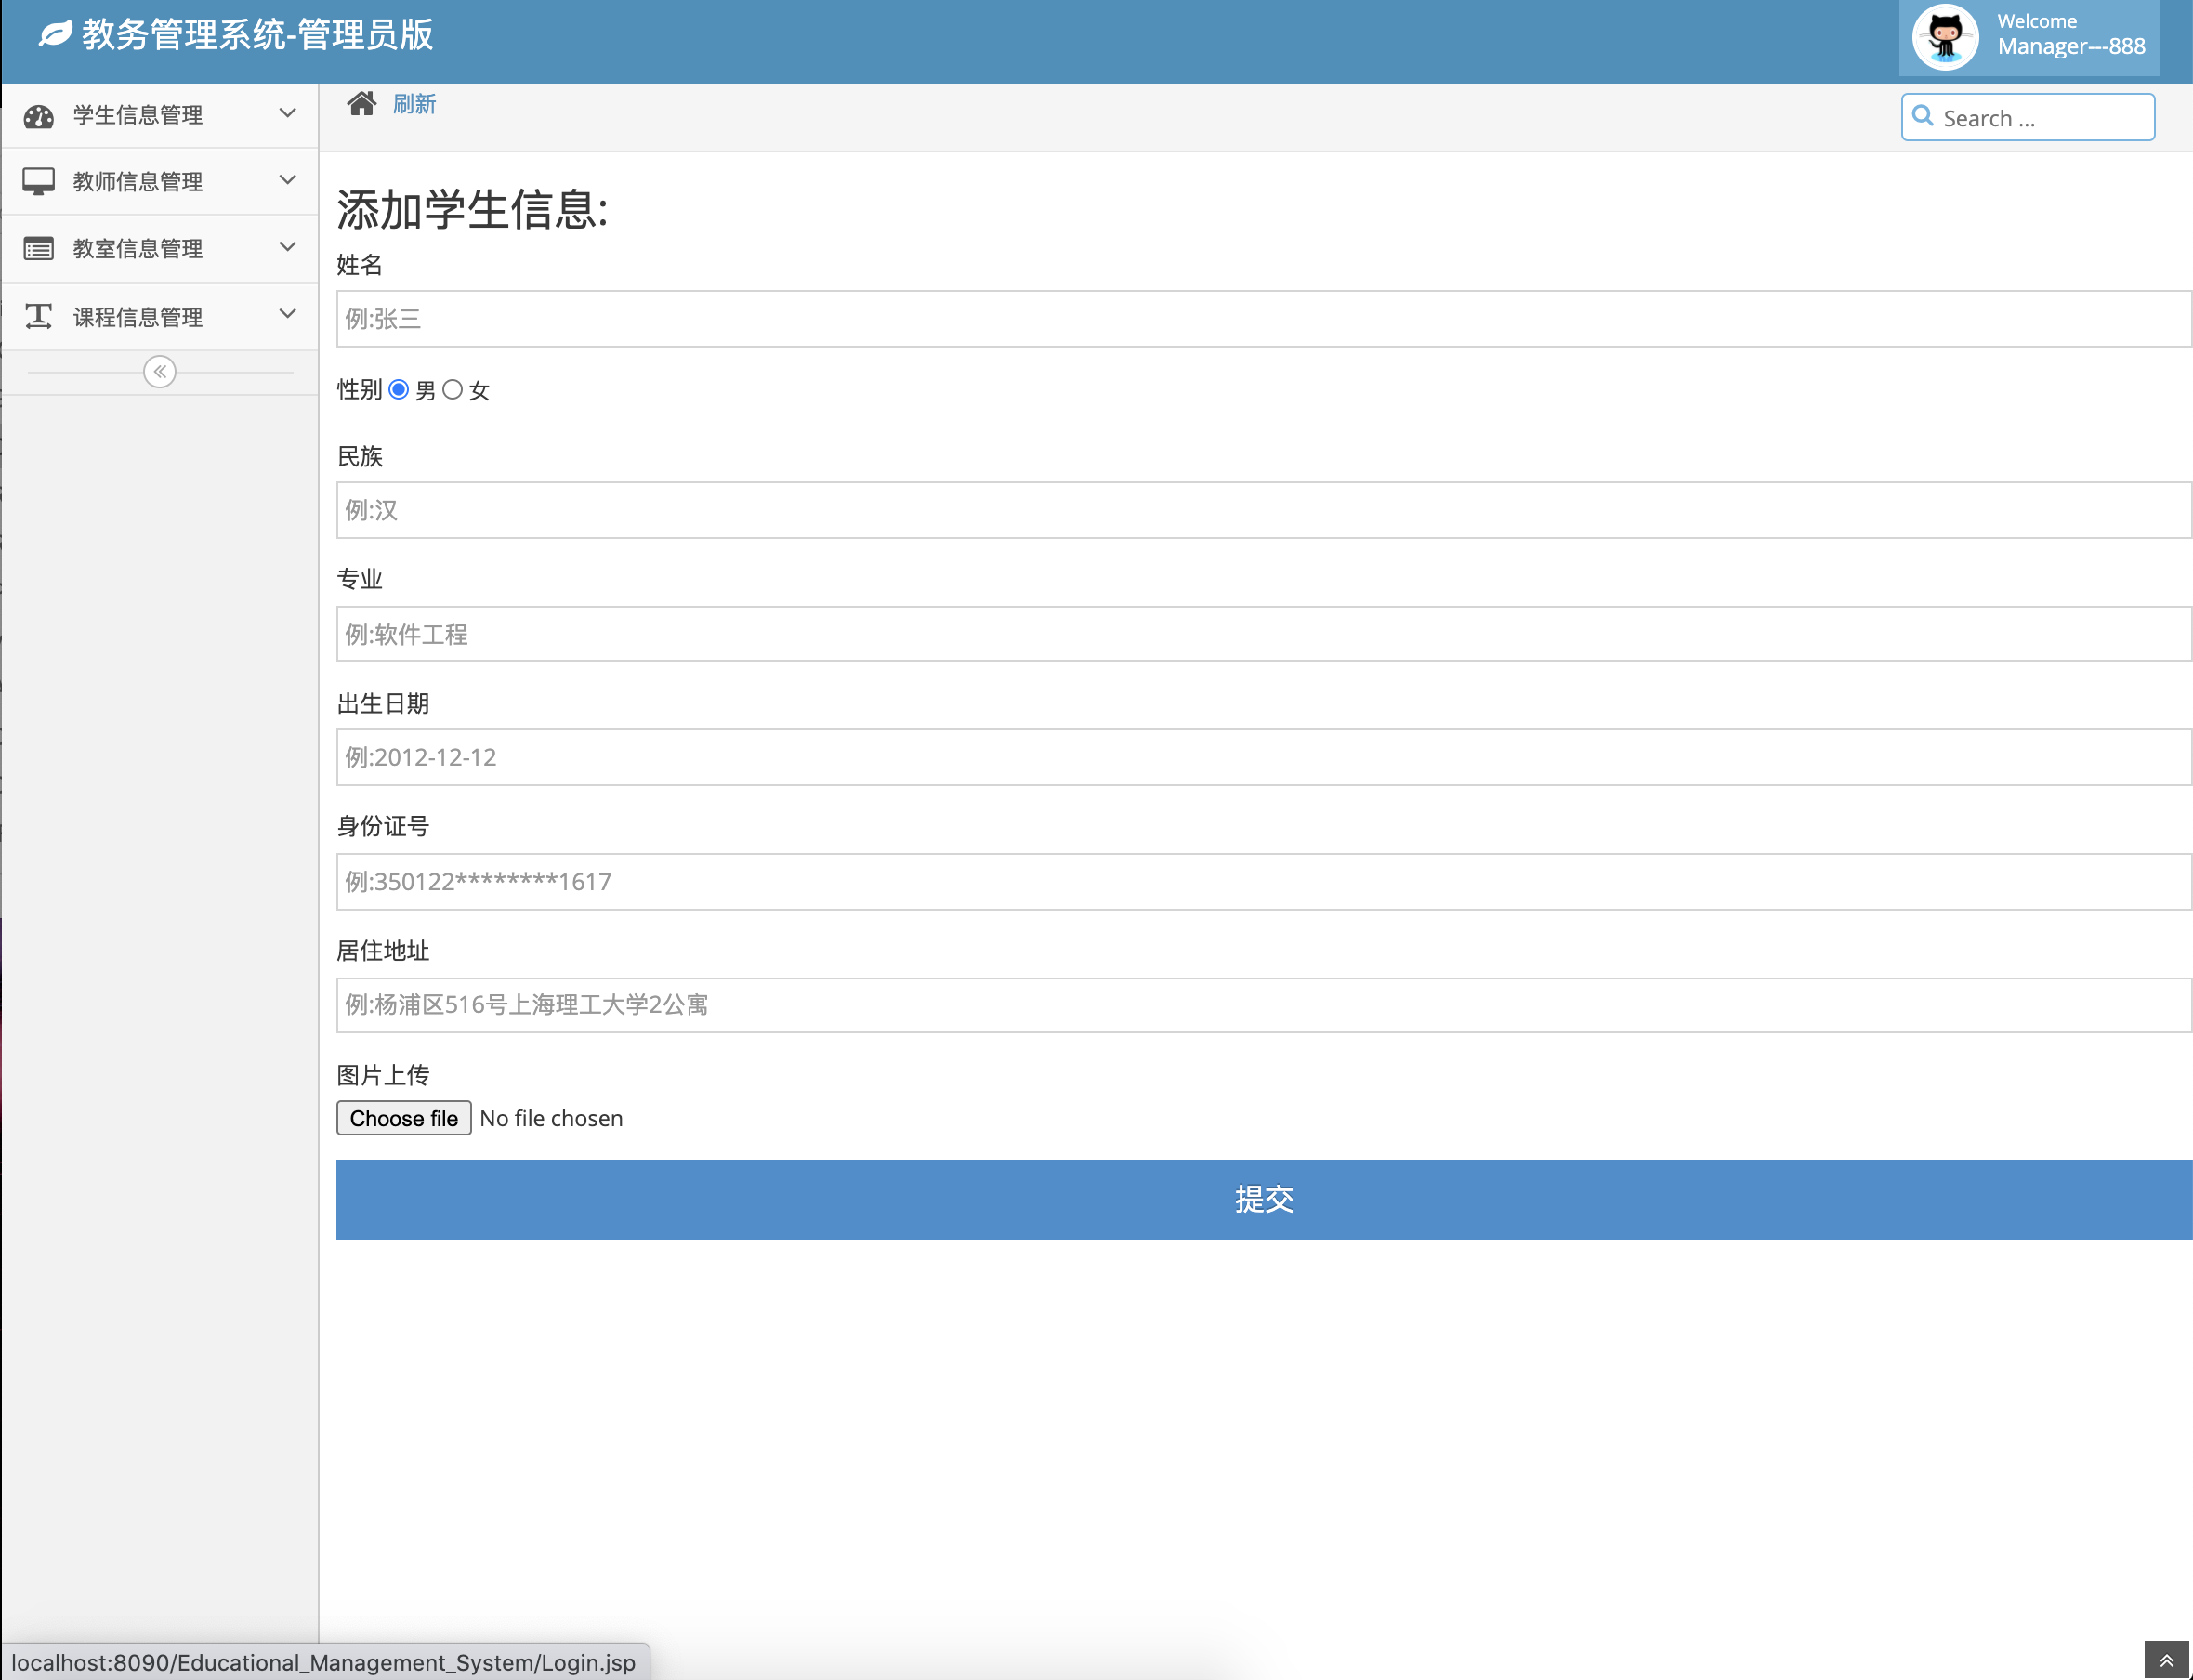 教务管理系统-管理员版
Welcome
Manager---888
学生信息管理
教师信息管理
教室信息管理
课程信息管理
刷新
Search ...
添加学生信息:
姓名
例:张三
性别 男 女
民族
例:汉
专业
例:软件工程
出生日期
例:2012-12-12
身份证号
例:350122********1617
居住地址
例:杨浦区516号上海理工大学2公寓
图片上传
Choose file No file chosen
提交
localhost:8090/Educational_Management_System/Login.jsp